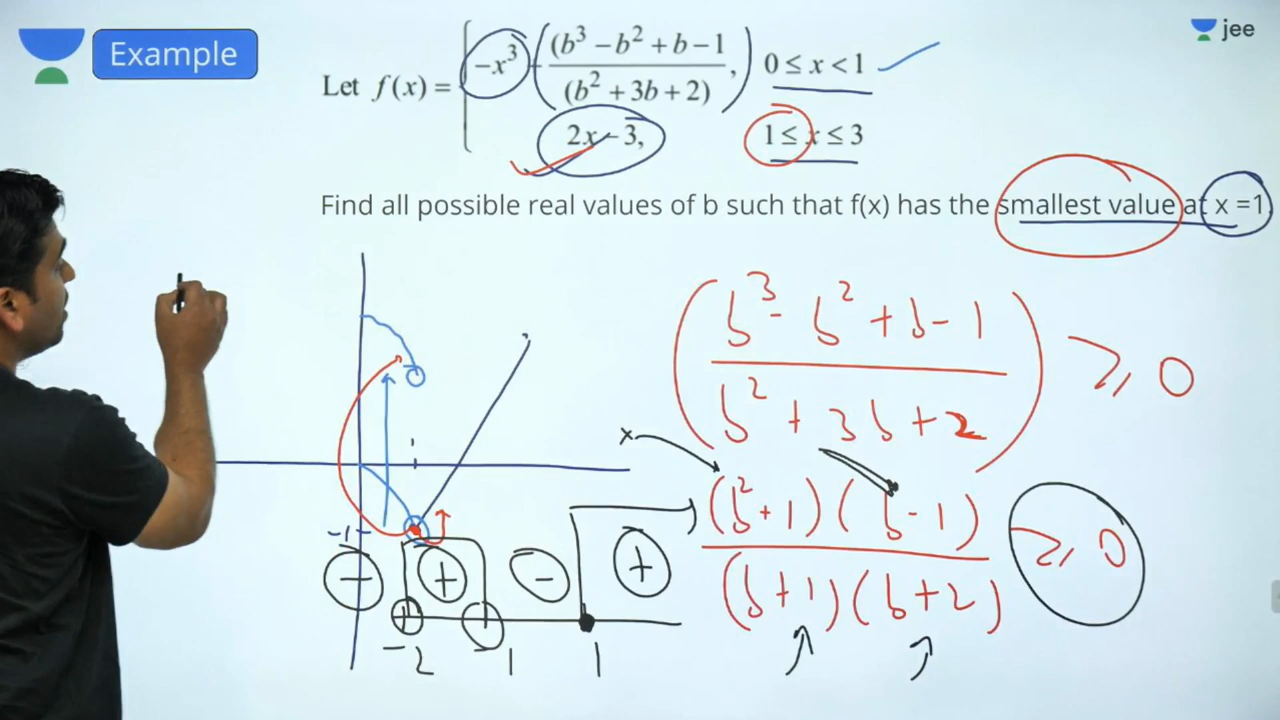 Example
jee
Let f(x) = { -x³ + ( (b³ - b² + b - 1 / (b² + 3b + 2) , ) 0 ≤ x < 1
2x - 3, 1 ≤ x ≤ 3
Find all possible real values of b such that f(x) has the smallest value at x =1
( b³ - b² + b - 1 / b² + 3b + 2 ) ≥ 0
x
(b² + 1)(b - 1) / (b + 1)(b + 2) ≥ 0
1
-1
- + - +
-2 1 1